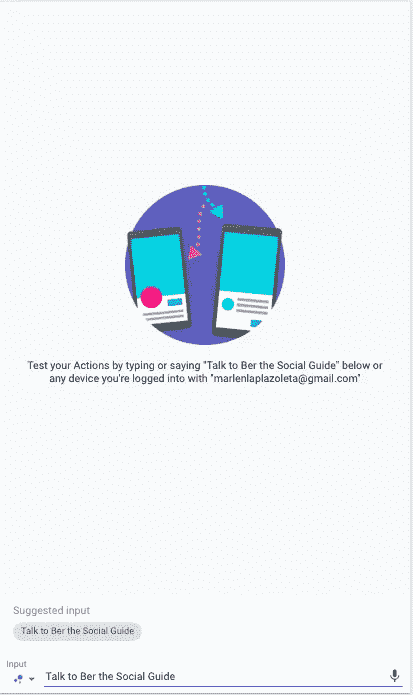 Test your Actions by typing or saying "Talk to Ber the Social Guide" below or
any device you're logged into with "marlenlaplazoleta@gmail.com"
Suggested input
Talk to Ber the Social Guide
Input
Talk to Ber the Social Guide